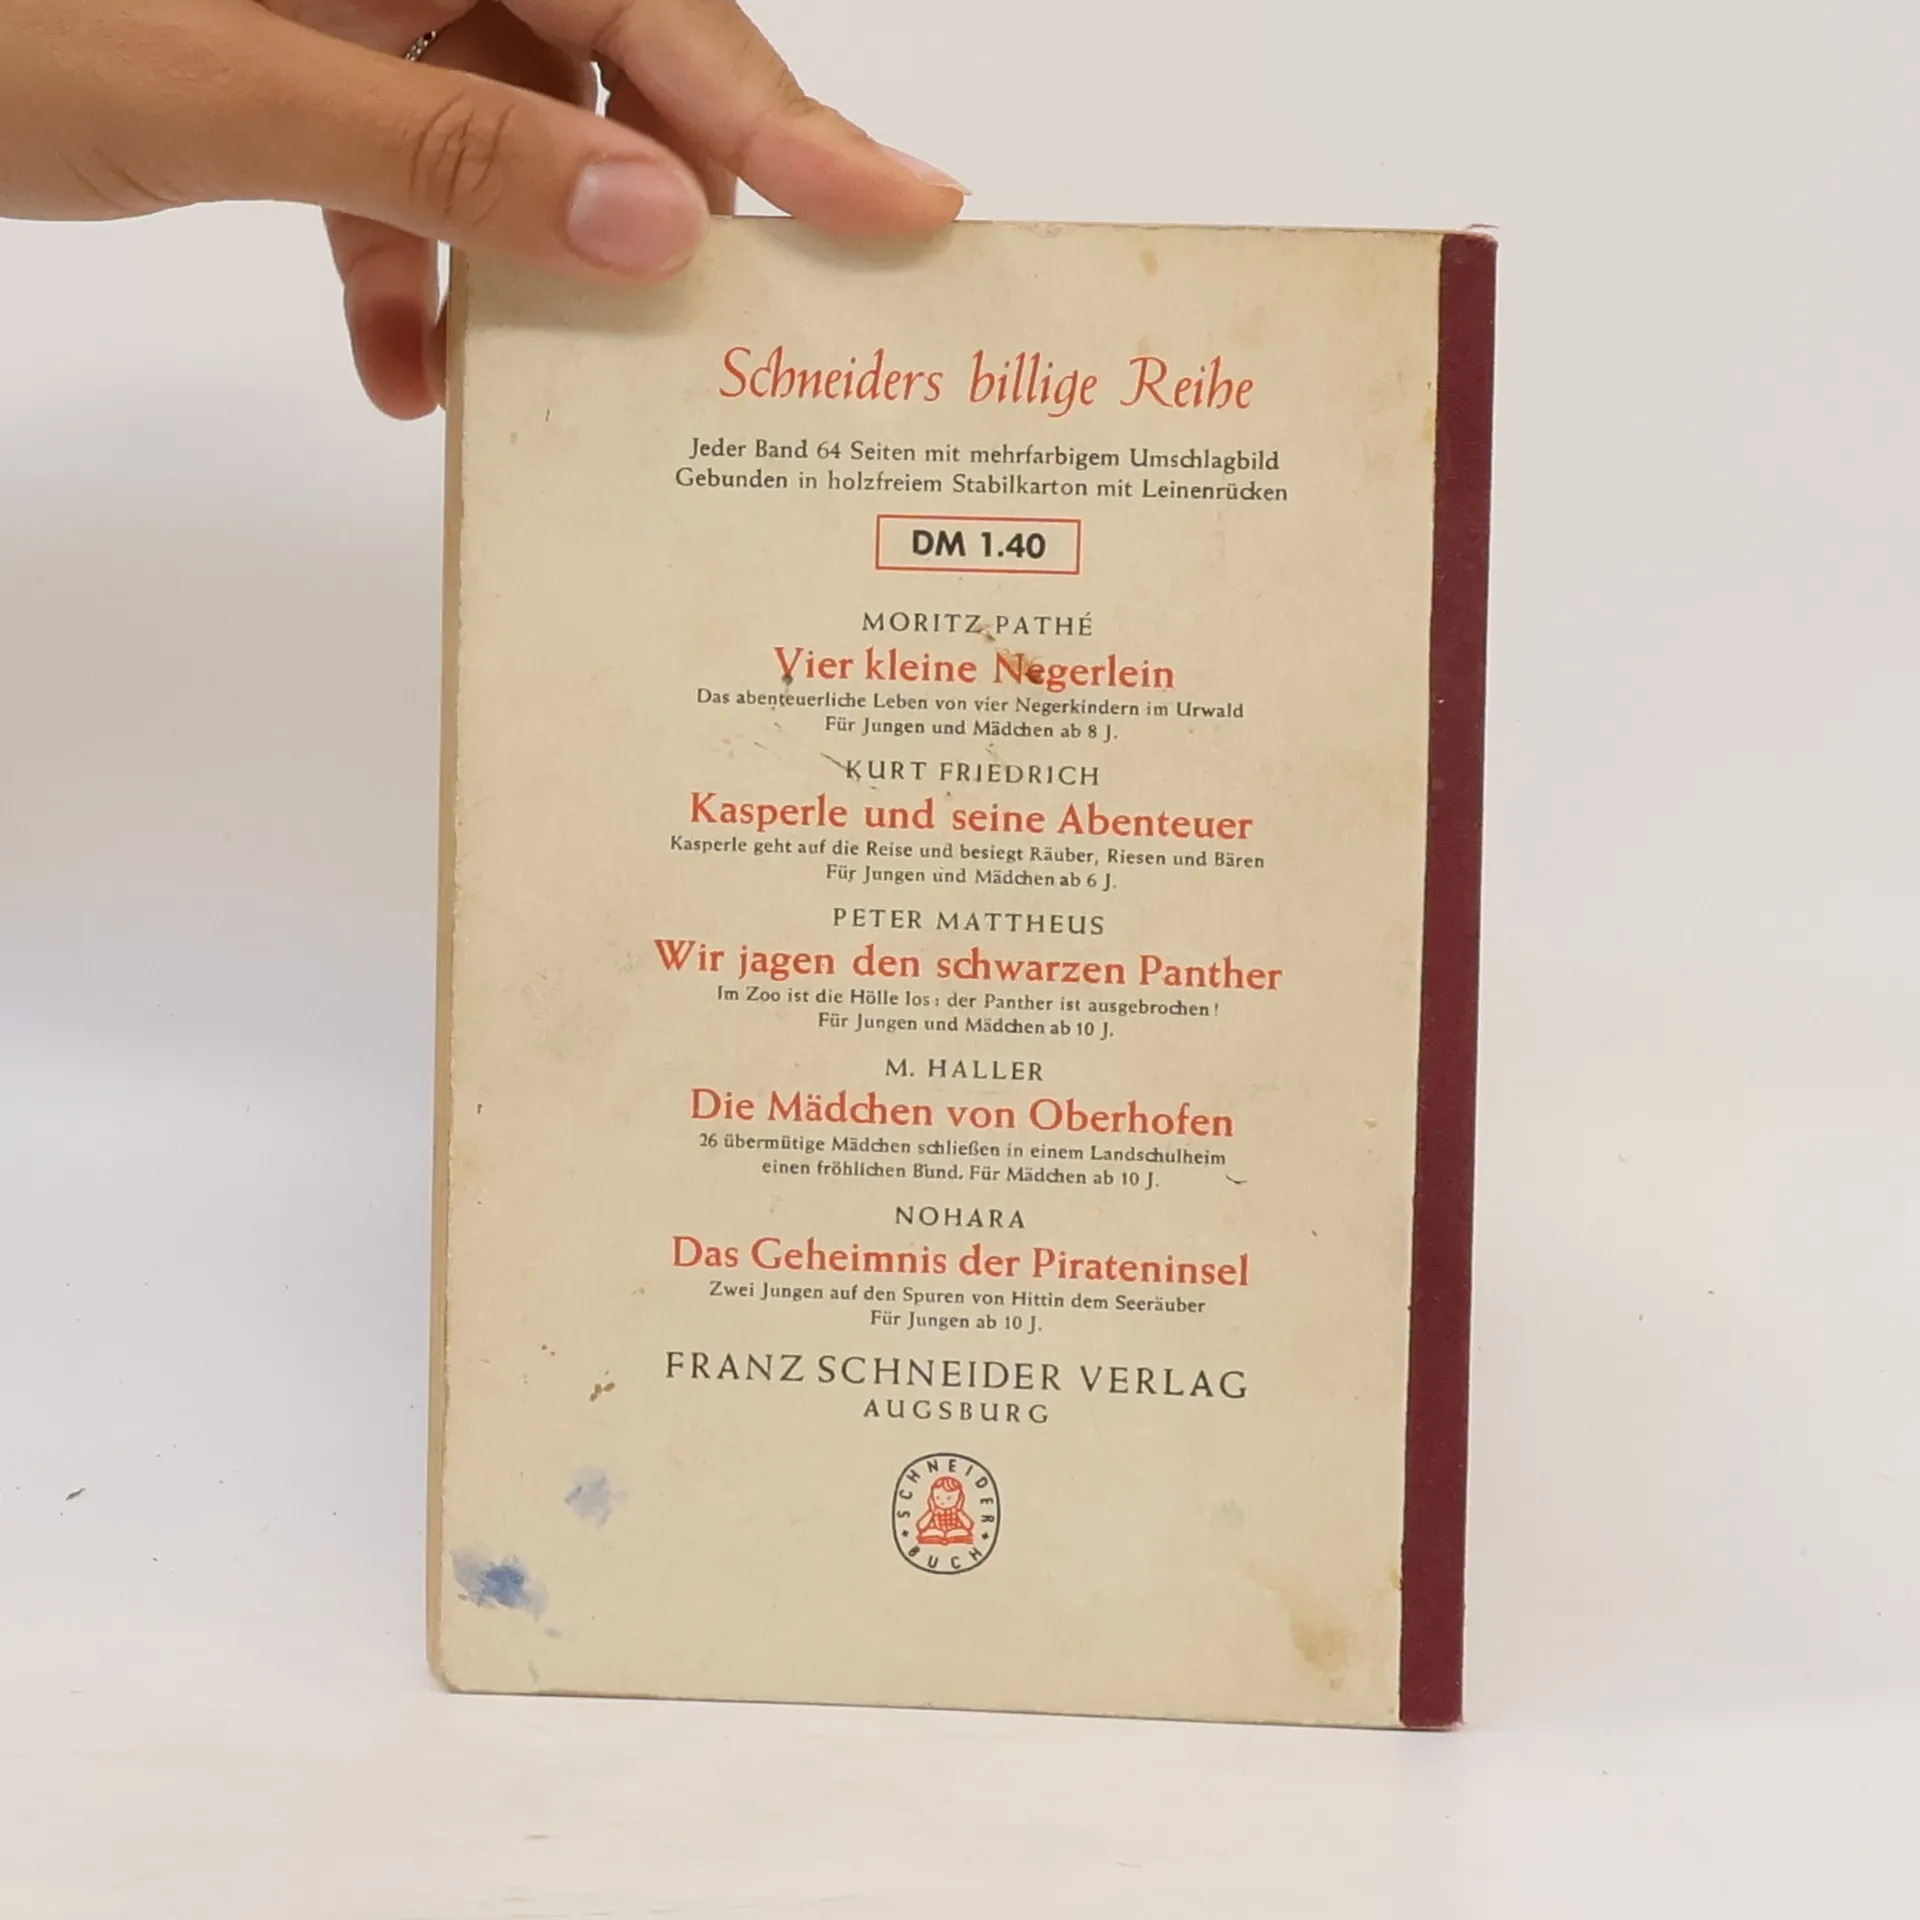 Schneiders billige Reihe
Jeder Band 64 Seiten mit mehrfarbigem Umschlagbild
Gebunden in holzfreiem Stabilkarton mit Leinenrücken
DM 1.40
MORITZ PATHÉ
Vier kleine Negerlein
Das abenteuerliche Leben von vier Negerkindern im Urwald
Für Jungen und Mädchen ab 8 J.
KURT FRIEDRICH
Kasperle und seine Abenteuer
Kasperle geht auf die Reise und besiegt Räuber, Riesen und Bären
Für Jungen und Mädchen ab 6 J.
PETER MATTHEUS
Wir jagen den schwarzen Panther
Im Zoo ist die Hölle los: der Panther ist ausgebrochen!
Für Jungen und Mädchen ab 10 J.
M. HALLER
Die Mädchen von Oberhofen
26 übermütige Mädchen schließen in einem Landschulheim
einen fröhlichen Bund. Für Mädchen ab 10 J.
NOHARA
Das Geheimnis der Pirateninsel
Zwei Jungen auf den Spuren von Hittin dem Seeräuber
Für Jungen ab 10 J.
FRANZ SCHNEIDER VERLAG
AUGSBURG
SCHNEIDER
BUCH